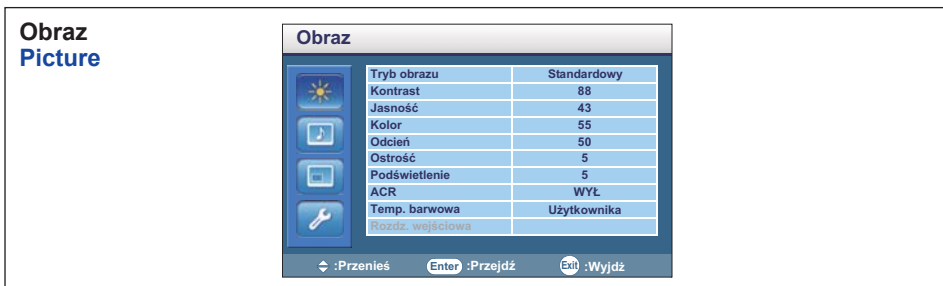 Obraz
Picture
Obraz
Tryb obrazu Standardowy
Kontrast 88
Jasność 43
Kolor 55
Odcień 50
Ostrość 5
Podświetlenie 5
ACR WYŁ
Temp. barwowa Użytkownika
Rozdz. wejściowa
:Przenieś Enter :Przejdź Exit :Wyjdż